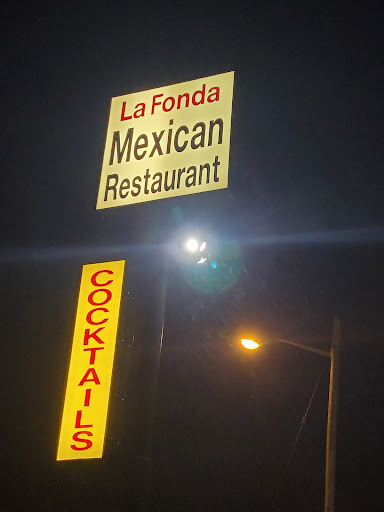 La Fonda
Mexican
Restaurant
COCKTAILS